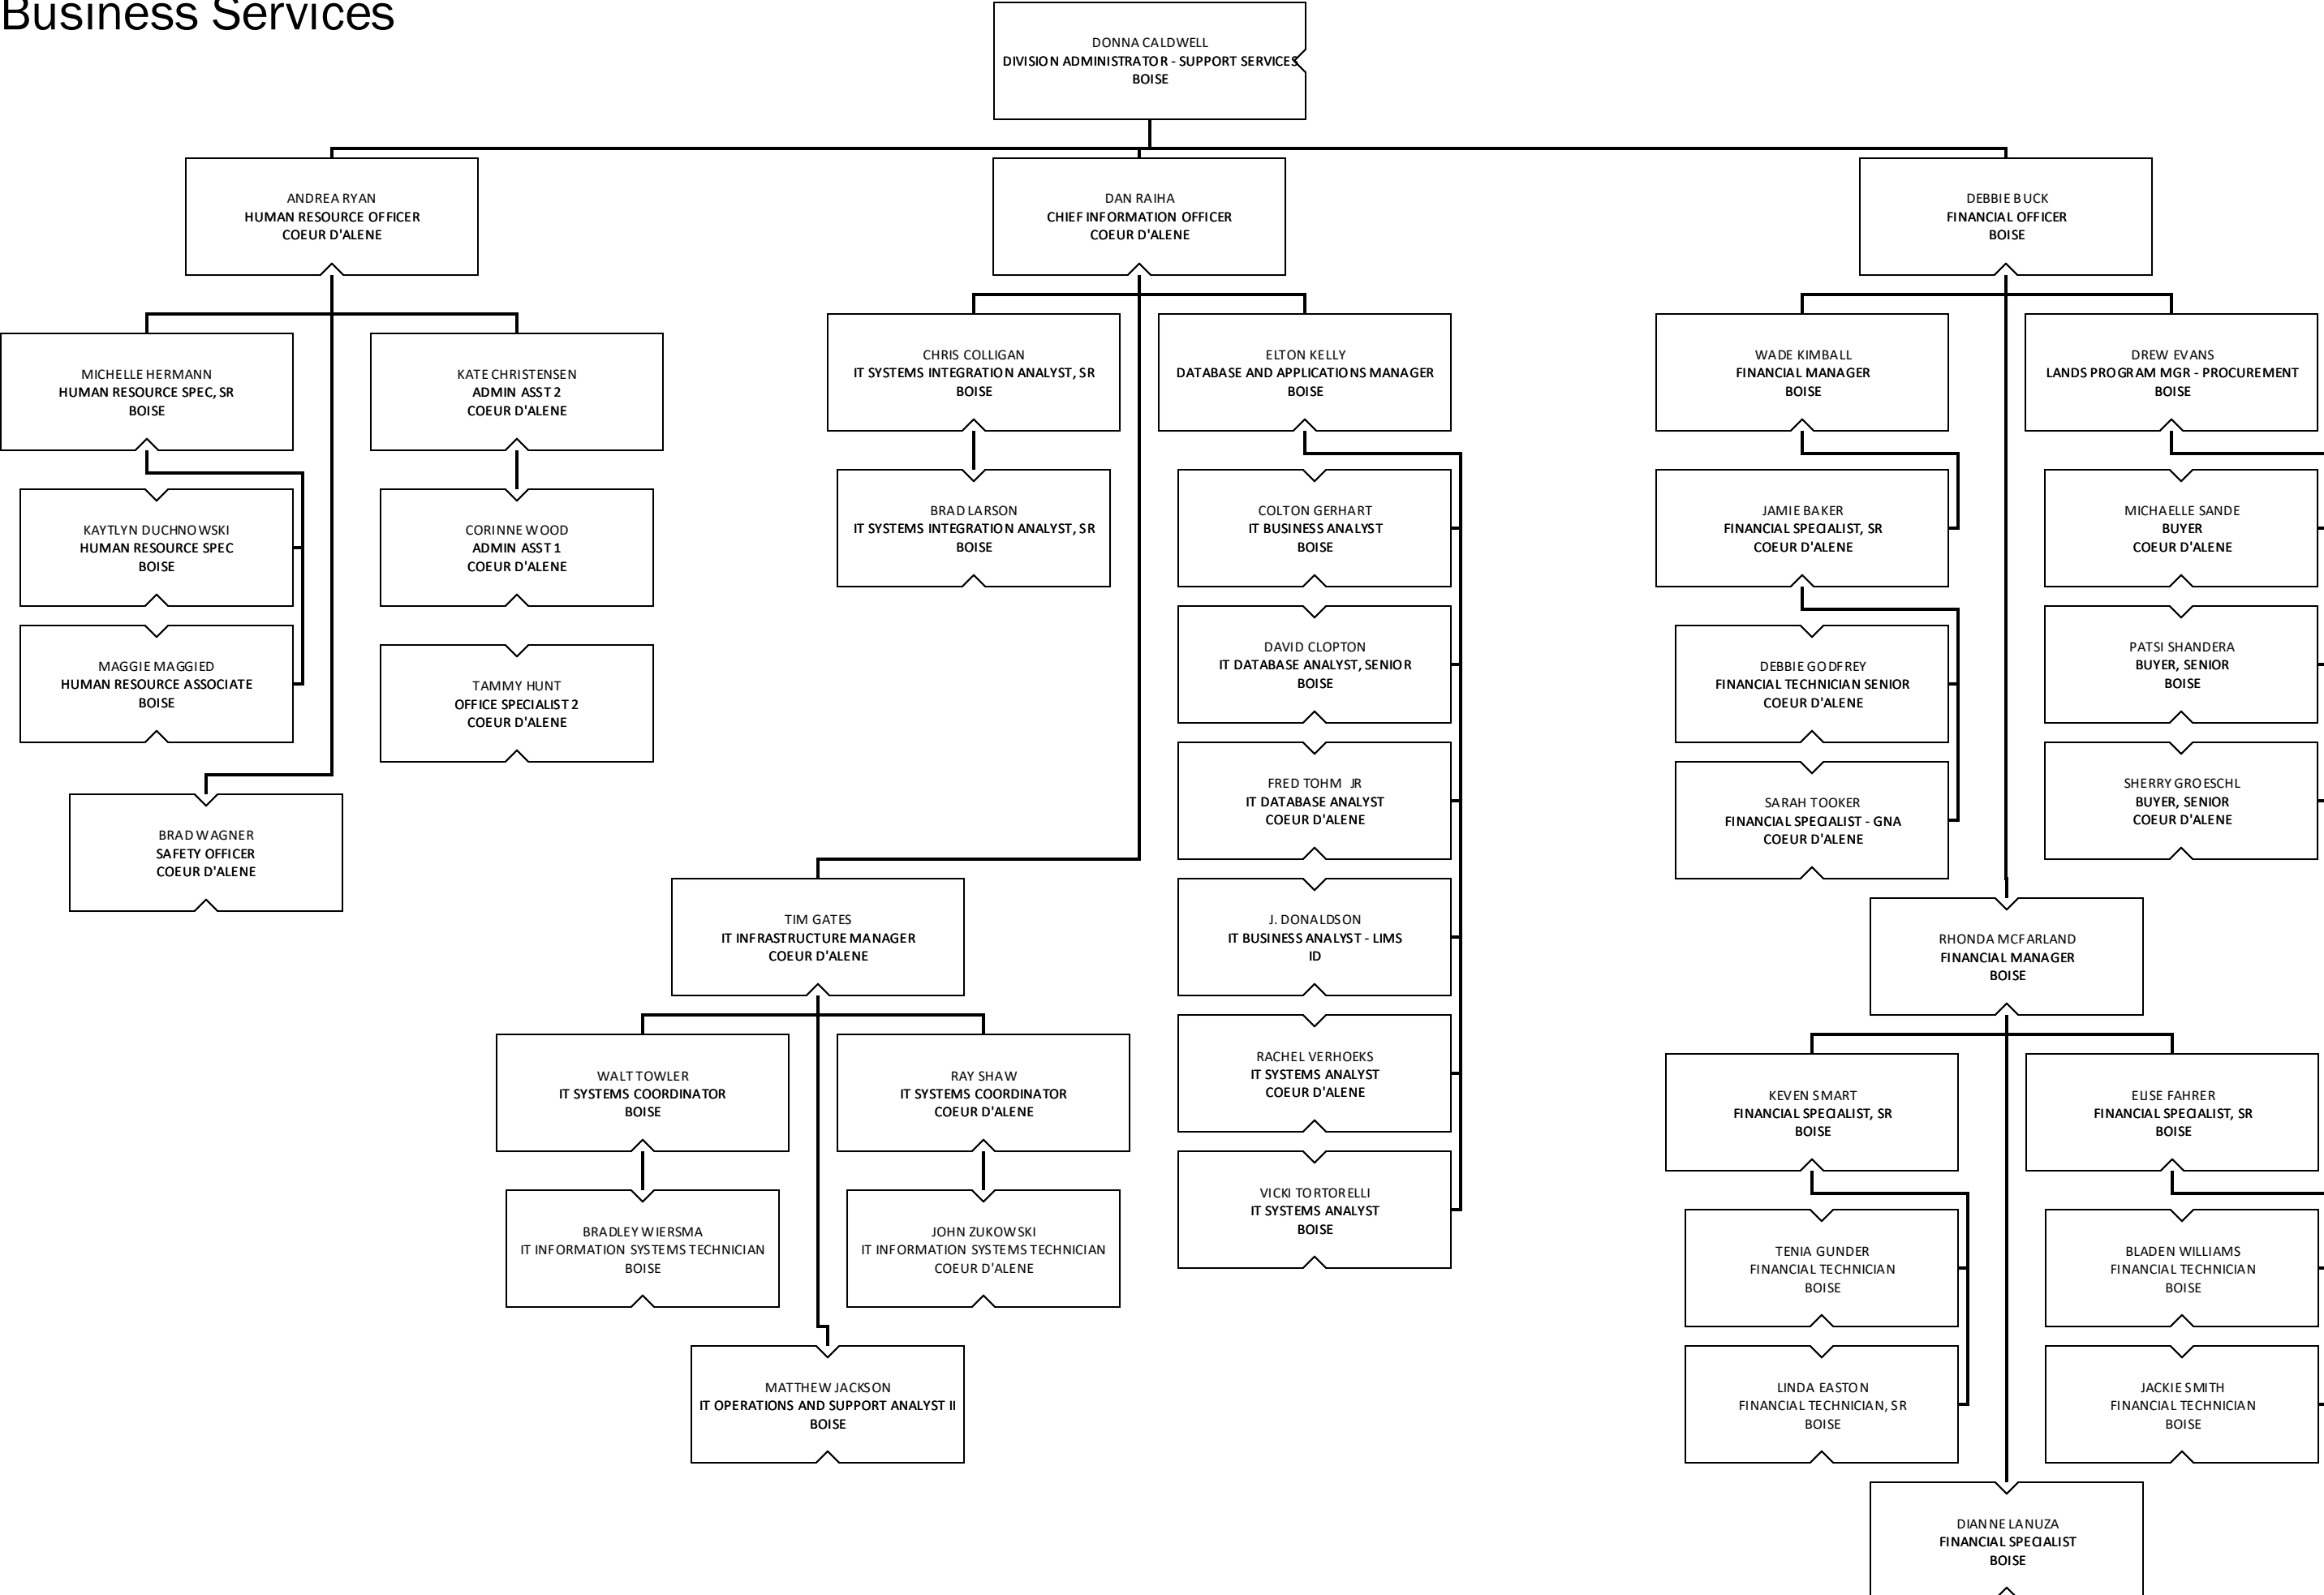 Business Services
DONNA CALDWELL
DIVISION ADMINISTRATOR - SUPPORT SERVICES
BOISE
ANDREA RYAN
HUMAN RESOURCE OFFICER
COEUR D'ALENE
DAN RAIHA
CHIEF INFORMATION OFFICER
COEUR D'ALENE
DEBBIE BUCK
FINANCIAL OFFICER
BOISE
MICHELLE HERMANN
HUMAN RESOURCE SPEC, SR
BOISE
KATE CHRISTENSEN
ADMIN ASST 2
COEUR D'ALENE
KAYTLYN DUCHNOWSKI
HUMAN RESOURCE SPEC
BOISE
CORINNE WOOD
ADMIN ASST 1
COEUR D'ALENE
MAGGIE MAGGIED
HUMAN RESOURCE ASSOCIATE
BOISE
TAMMY HUNT
OFFICE SPECIALIST 2
COEUR D'ALENE
BRAD WAGNER
SAFETY OFFICER
COEUR D'ALENE
CHRIS COLLIGAN
IT SYSTEMS INTEGRATION ANALYST, SR
BOISE
ELTON KELLY
DATABASE AND APPLICATIONS MANAGER
BOISE
BRAD LARSON
IT SYSTEMS INTEGRATION ANALYST, SR
BOISE
COLTON GERHART
IT BUSINESS ANALYST
BOISE
DAVID CLOPTON
IT DATABASE ANALYST, SENIOR
BOISE
FRED TOHM JR
IT DATABASE ANALYST
COEUR D'ALENE
J. DONALDSON
IT BUSINESS ANALYST - LIMS
ID
RACHEL VERHOEKS
IT SYSTEMS ANALYST
COEUR D'ALENE
VICKI TORTORELLI
IT SYSTEMS ANALYST
BOISE
TIM GATES
IT INFRASTRUCTURE MANAGER
COEUR D'ALENE
WALT TOWLER
IT SYSTEMS COORDINATOR
BOISE
RAY SHAW
IT SYSTEMS COORDINATOR
COEUR D'ALENE
BRADLEY WIERSMA
IT INFORMATION SYSTEMS TECHNICIAN
BOISE
JOHN ZUKOWSKI
IT INFORMATION SYSTEMS TECHNICIAN
COEUR D'ALENE
MATTHEW JACKSON
IT OPERATIONS AND SUPPORT ANALYST II
BOISE
WADE KIMBALL
FINANCIAL MANAGER
BOISE
DREW EVANS
LANDS PROGRAM MGR - PROCUREMENT
BOISE
JAMIE BAKER
FINANCIAL SPECIALIST, SR
COEUR D'ALENE
MICHAELLE SANDE
BUYER
COEUR D'ALENE
DEBBIE GODFREY
FINANCIAL TECHNICIAN SENIOR
COEUR D'ALENE
PATSI SHANDERA
BUYER, SENIOR
BOISE
SARAH TOOKER
FINANCIAL SPECIALIST - GNA
COEUR D'ALENE
SHERRY GROESCHL
BUYER, SENIOR
COEUR D'ALENE
RHONDA MCFARLAND
FINANCIAL MANAGER
BOISE
KEVEN SMART
FINANCIAL SPECIALIST, SR
BOISE
ELISE FAHRER
FINANCIAL SPECIALIST, SR
BOISE
TENIA GUNDER
FINANCIAL TECHNICIAN
BOISE
BLADEN WILLIAMS
FINANCIAL TECHNICIAN
BOISE
LINDA EASTON
FINANCIAL TECHNICIAN, SR
BOISE
JACKIE SMITH
FINANCIAL TECHNICIAN
BOISE
DIANNE LANUZA
FINANCIAL SPECIALIST
BOISE